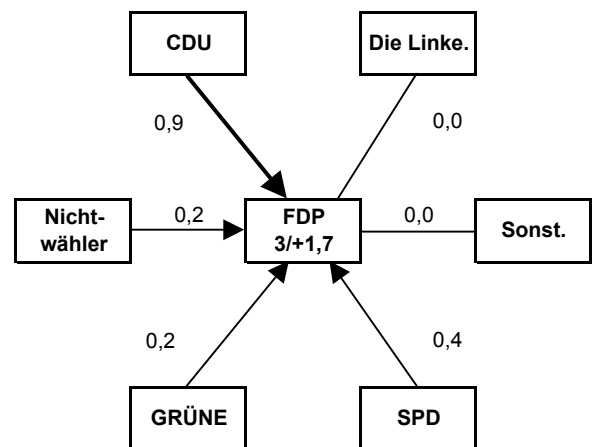 CDU
Die Linke.
0,9
0,0
Nicht-
wähler
0,2
FDP
3/+1,7
0,0
Sonst.
0,2
0,4
GRÜNE
SPD